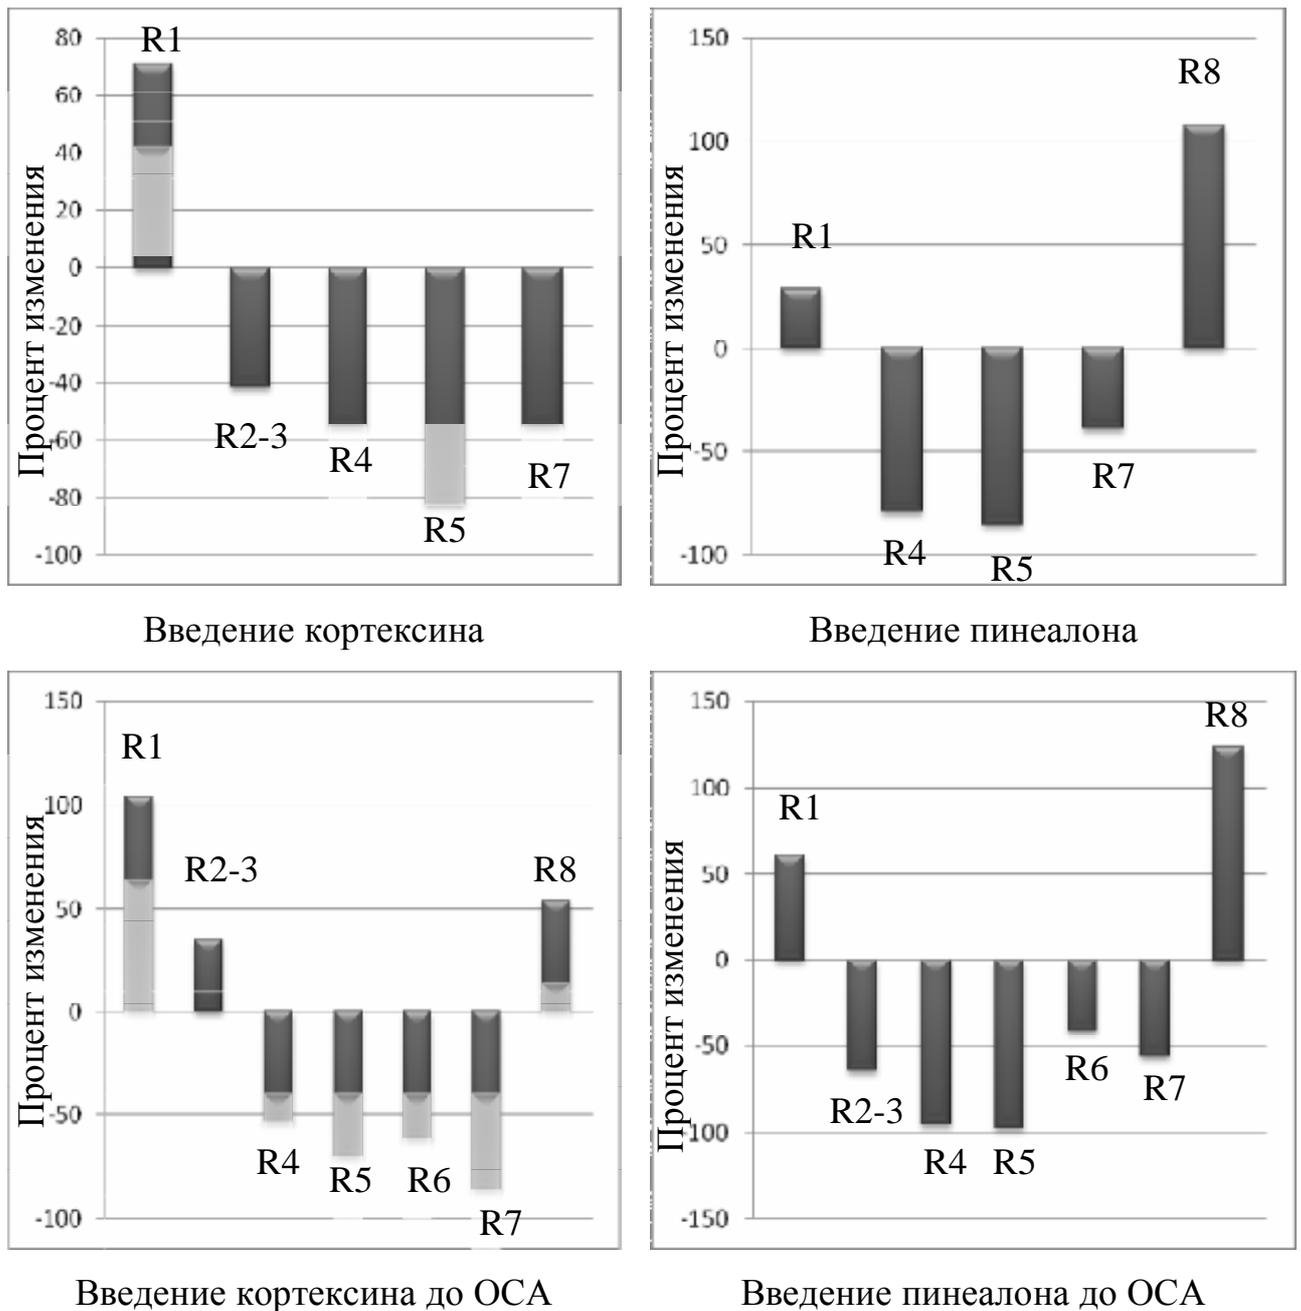 Процент изменения
80
60
40
20
0
-20
-40
-60
-80
-100
R1
R2-3
R4
R5
R7
Введение кортексина
Процент изменения
150
100
50
0
-50
-100
R1
R4
R5
R7
R8
Введение пинеалона
Процент изменения
150
100
50
0
-50
-100
R1
R2-3
R4
R5
R6
R7
R8
Введение кортексина до ОСА
Процент изменения
150
100
50
0
-50
-100
-150
R1
R2-3
R4
R5
R6
R7
R8
Введение пинеалона до ОСА